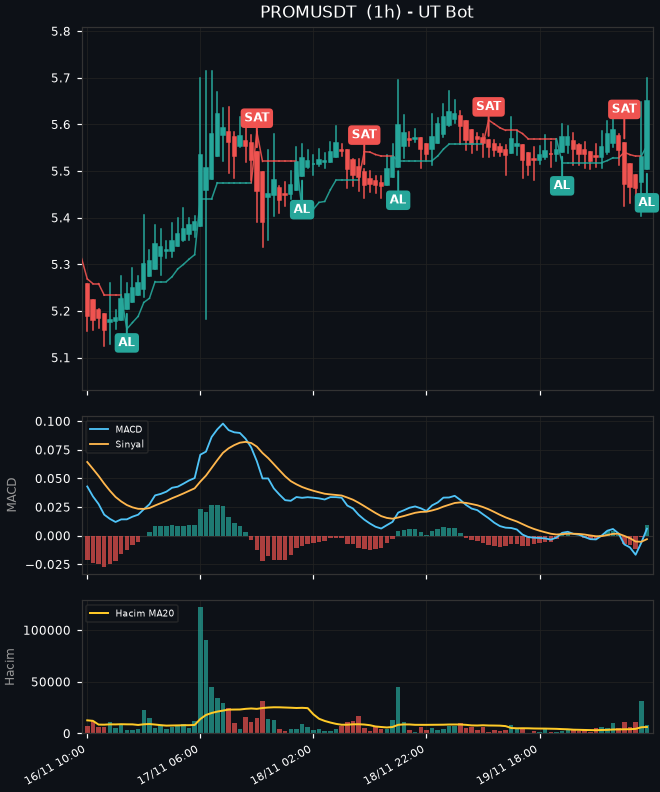 PROMUSDT (1h) - UT Bot
5.8
5.7
5.6
5.5
5.4
5.3
5.2
5.1
SAT
SAT
SAT
SAT
AL
AL
AL
AL
AL
MACD
0.100
0.075
0.050
0.025
0.000
−0.025
MACD
Sinyal
Hacim
100000
50000
0
Hacim MA20
16/11 10:00
17/11 06:00
18/11 02:00
18/11 22:00
19/11 18:00